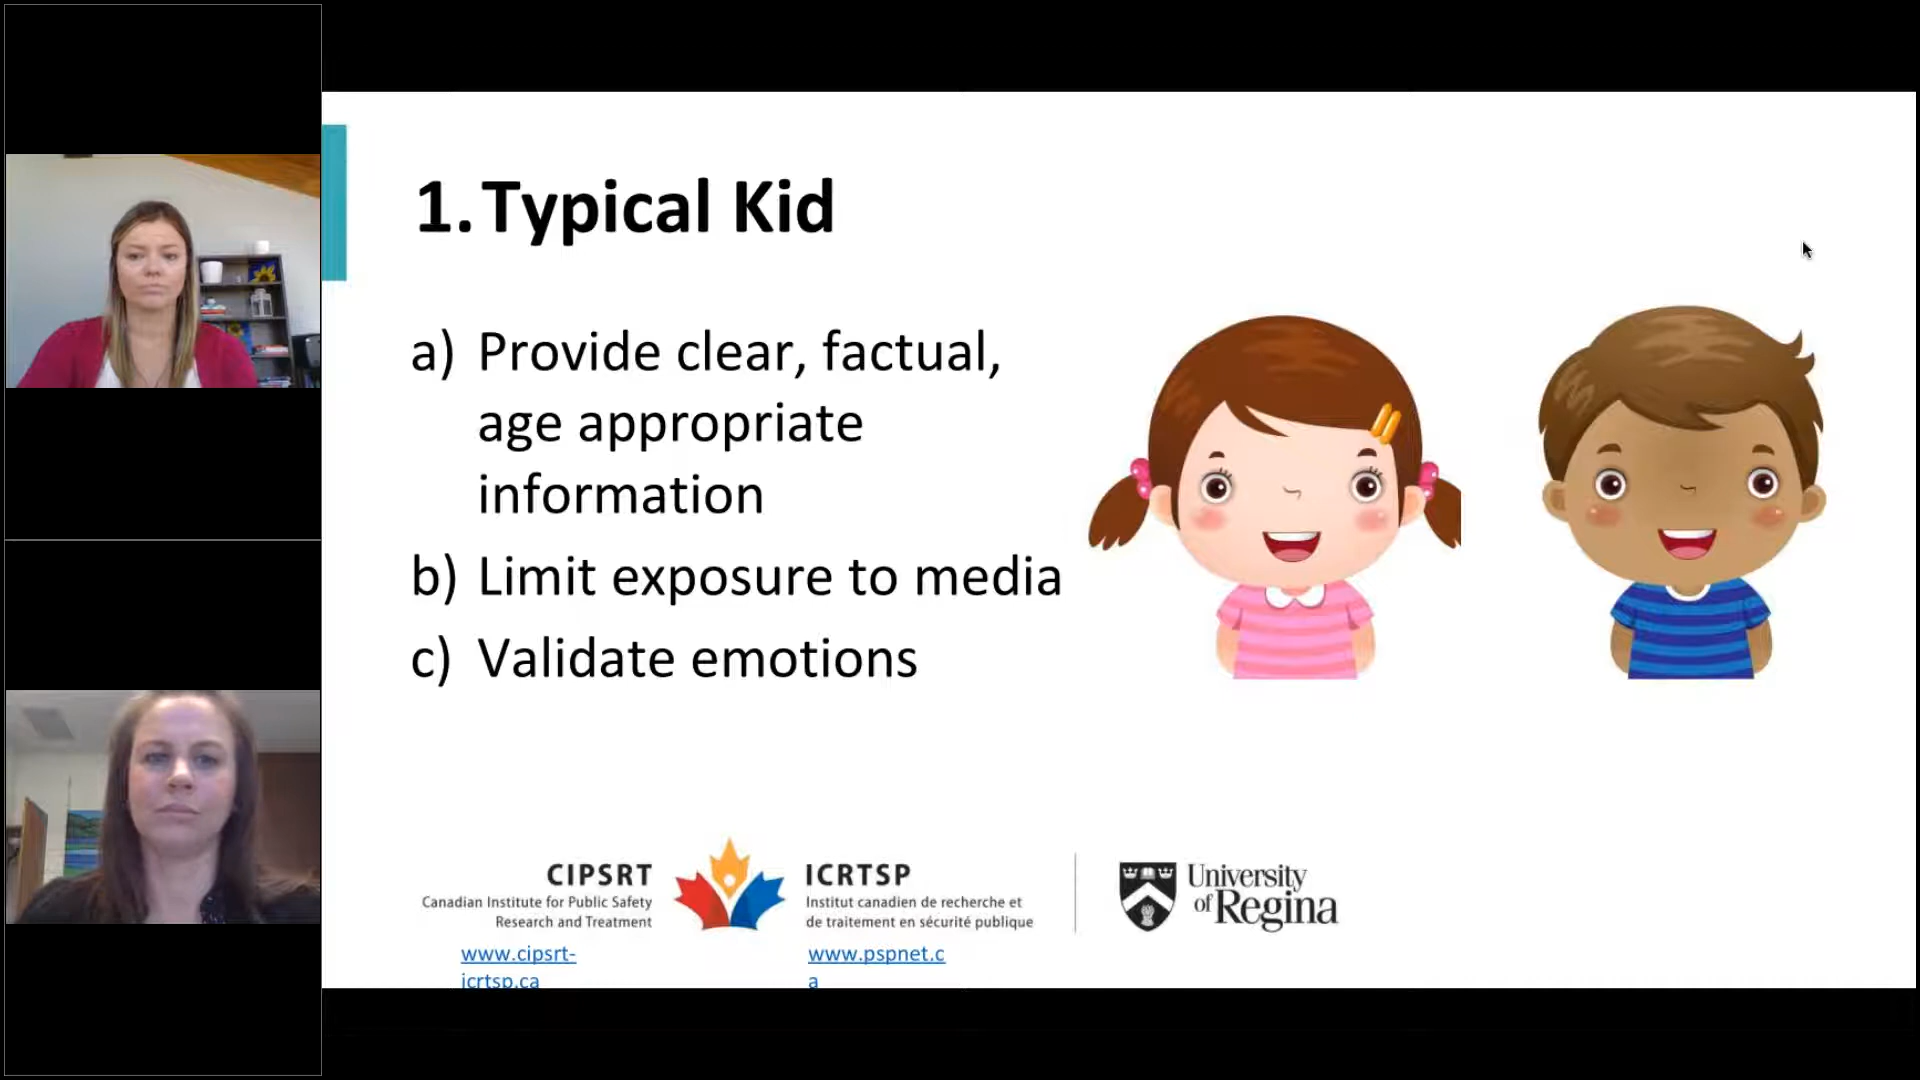 1. Typical Kid
a) Provide clear, factual,
age appropriate
information
b) Limit exposure to media
c) Validate emotions
CIPSRT
Canadian Institute for Public Safety
Research and Treatment
ICRTSP
Institut canadien de recherche et
de traitement en sécurité publique
University
of Regina
www.cipsrt-
icrtsp.ca
www.pspnet.c
a